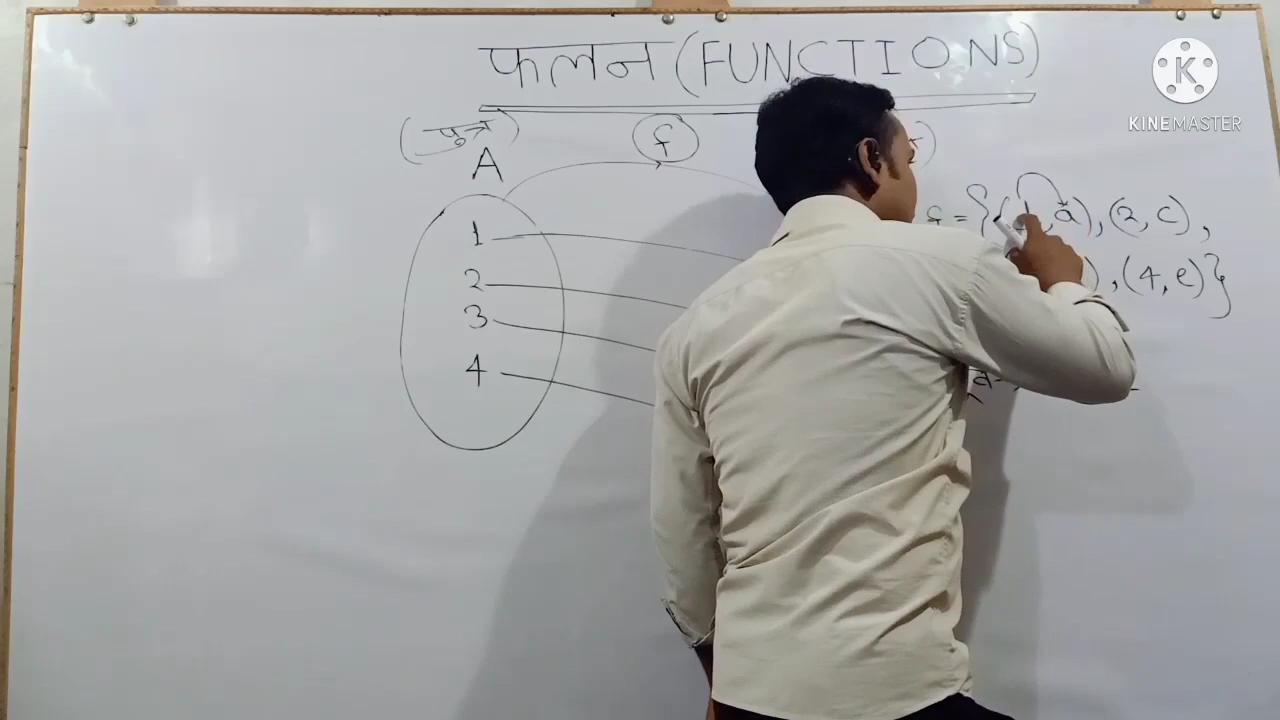 फलन (FUNCTIONS)
(पुत्र)
f
A
f = {(1, a), (2, c),
), (4, e)}
1
2
3
4
KINEMASTER